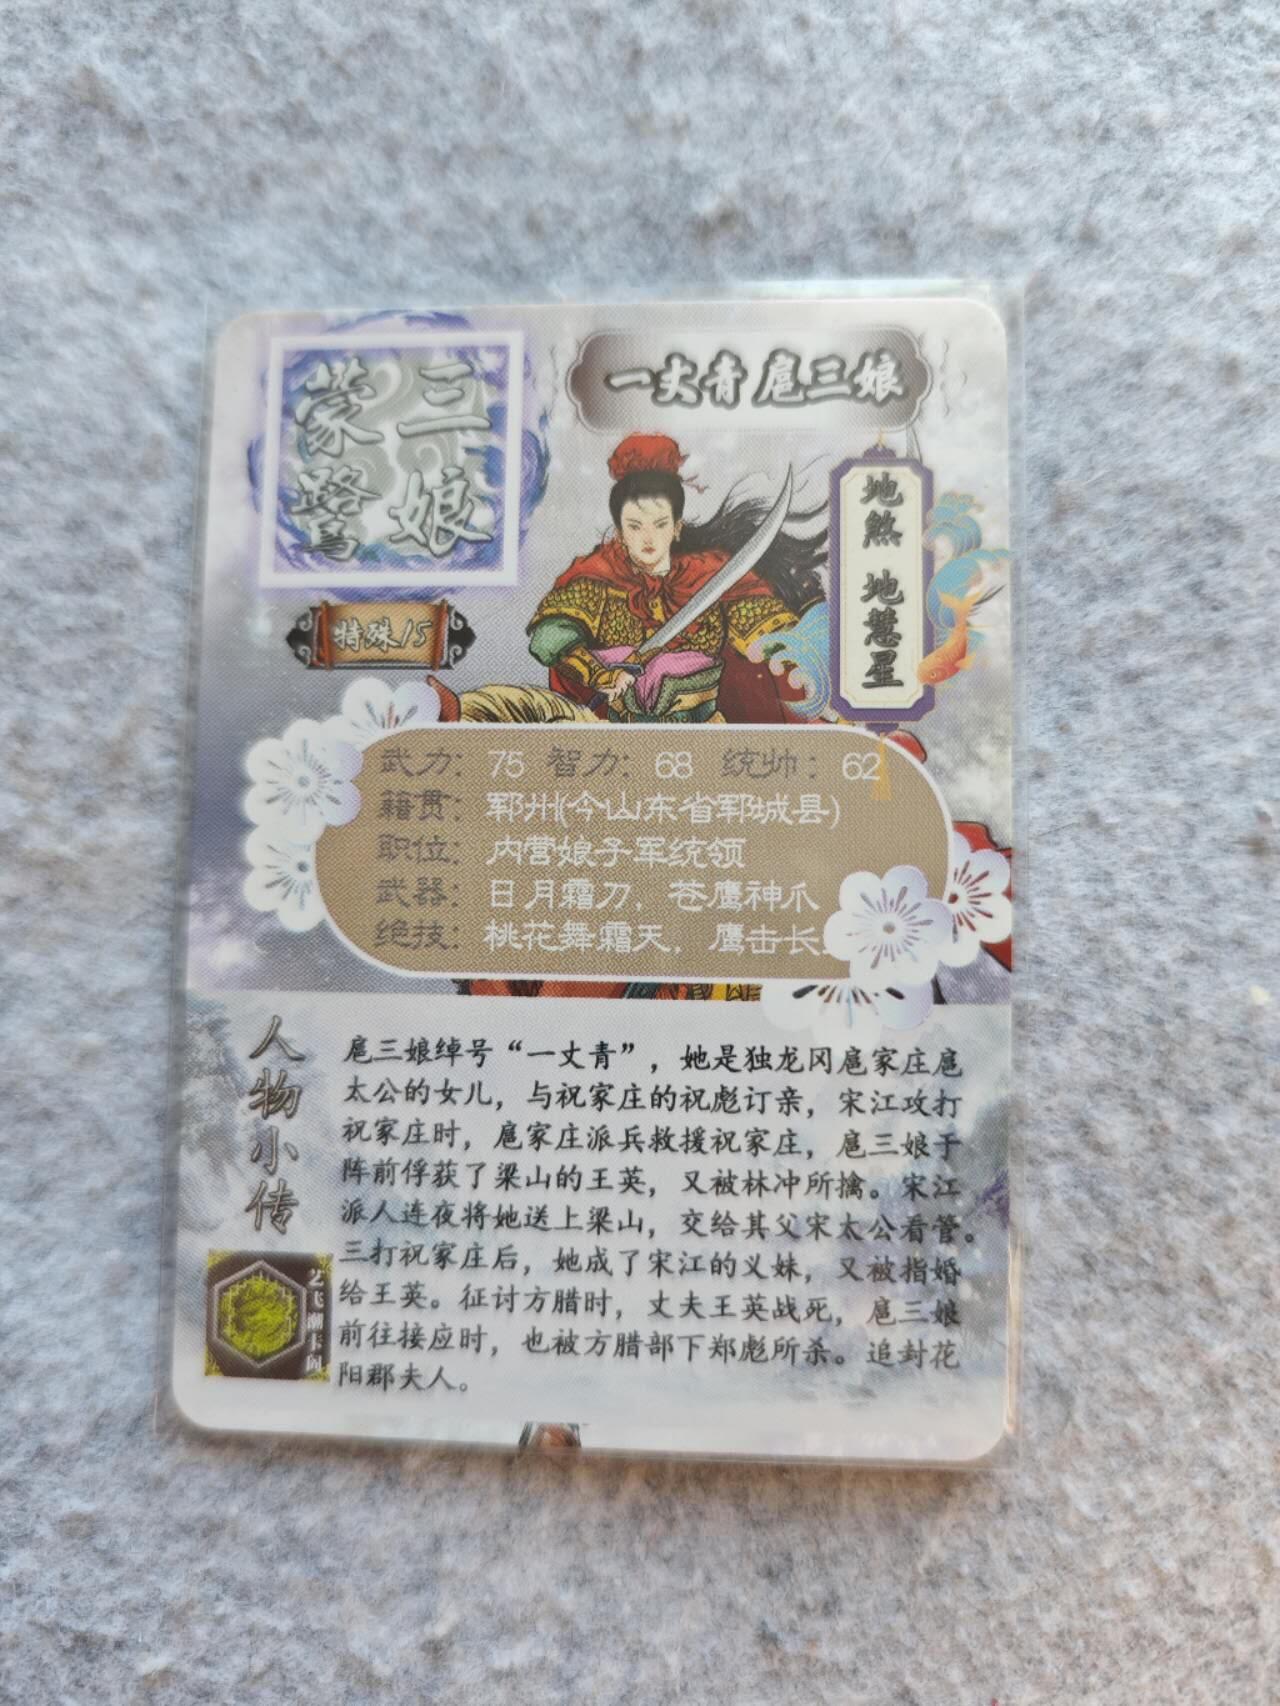 三娘
蒙鷺
一丈青 扈三娘
特殊15
地煞 地慧星
武力： 75 智力： 68 统帅： 62
籍贯： 郓州(今山东省郓城县)
职位： 内营娘子军统领
武器： 日月霜刀，苍鹰神爪
绝技： 桃花舞霜天，鹰击长
人物小传
扈三娘绰号“一丈青”，她是独龙冈扈家庄扈
太公的女儿，与祝家庄的祝彪订亲，宋江攻打
祝家庄时，扈家庄派兵救援祝家庄，扈三娘于
阵前俘获了梁山的王英，又被林冲所擒。宋江
派人连夜将她送上梁山，交给其父宋太公看管。
三打祝家庄后，她成了宋江的义妹，又被指婚
给王英。征讨方腊时，丈夫王英战死，扈三娘
前往接应时，也被方腊部下郑彪所杀。追封花
阳郡夫人。